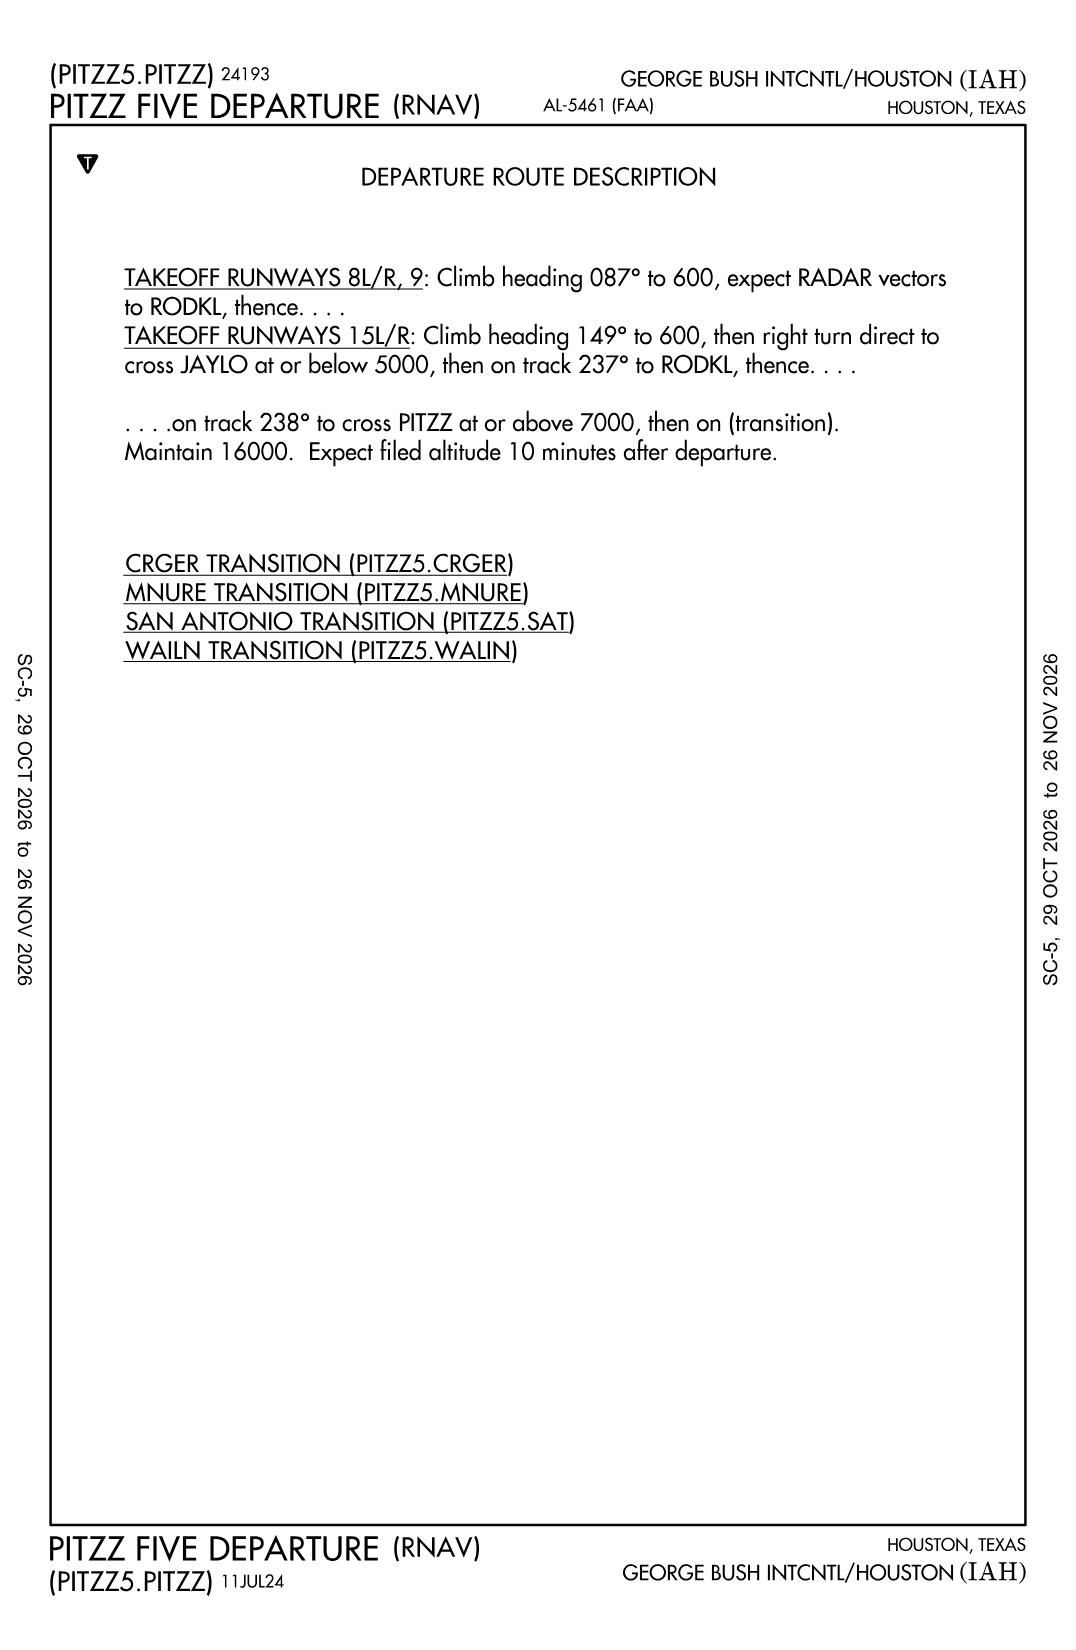 (PITZZ5.PITZZ) 24193
GEORGE BUSH INTCNTL/HOUSTON (IAH)
PITZZ FIVE DEPARTURE (RNAV)
AL-5461 (FAA)
HOUSTON, TEXAS
T
DEPARTURE ROUTE DESCRIPTION
TAKEOFF RUNWAYS 8L/R, 9: Climb heading 087° to 600, expect RADAR vectors
to RODKL, thence. . . .
TAKEOFF RUNWAYS 15L/R: Climb heading 149° to 600, then right turn direct to
cross JAYLO at or below 5000, then on track 237° to RODKL, thence. . . .
. . . .on track 238° to cross PITZZ at or above 7000, then on (transition).
Maintain 16000. Expect filed altitude 10 minutes after departure.
CRGER TRANSITION (PITZZ5.CRGER)
MNURE TRANSITION (PITZZ5.MNURE)
SAN ANTONIO TRANSITION (PITZZ5.SAT)
WAILN TRANSITION (PITZZ5.WALIN)
SC-5, 29 OCT 2026 to 26 NOV 2026
SC-5, 29 OCT 2026 to 26 NOV 2026
PITZZ FIVE DEPARTURE (RNAV)
HOUSTON, TEXAS
(PITZZ5.PITZZ) 11JUL24
GEORGE BUSH INTCNTL/HOUSTON (IAH)